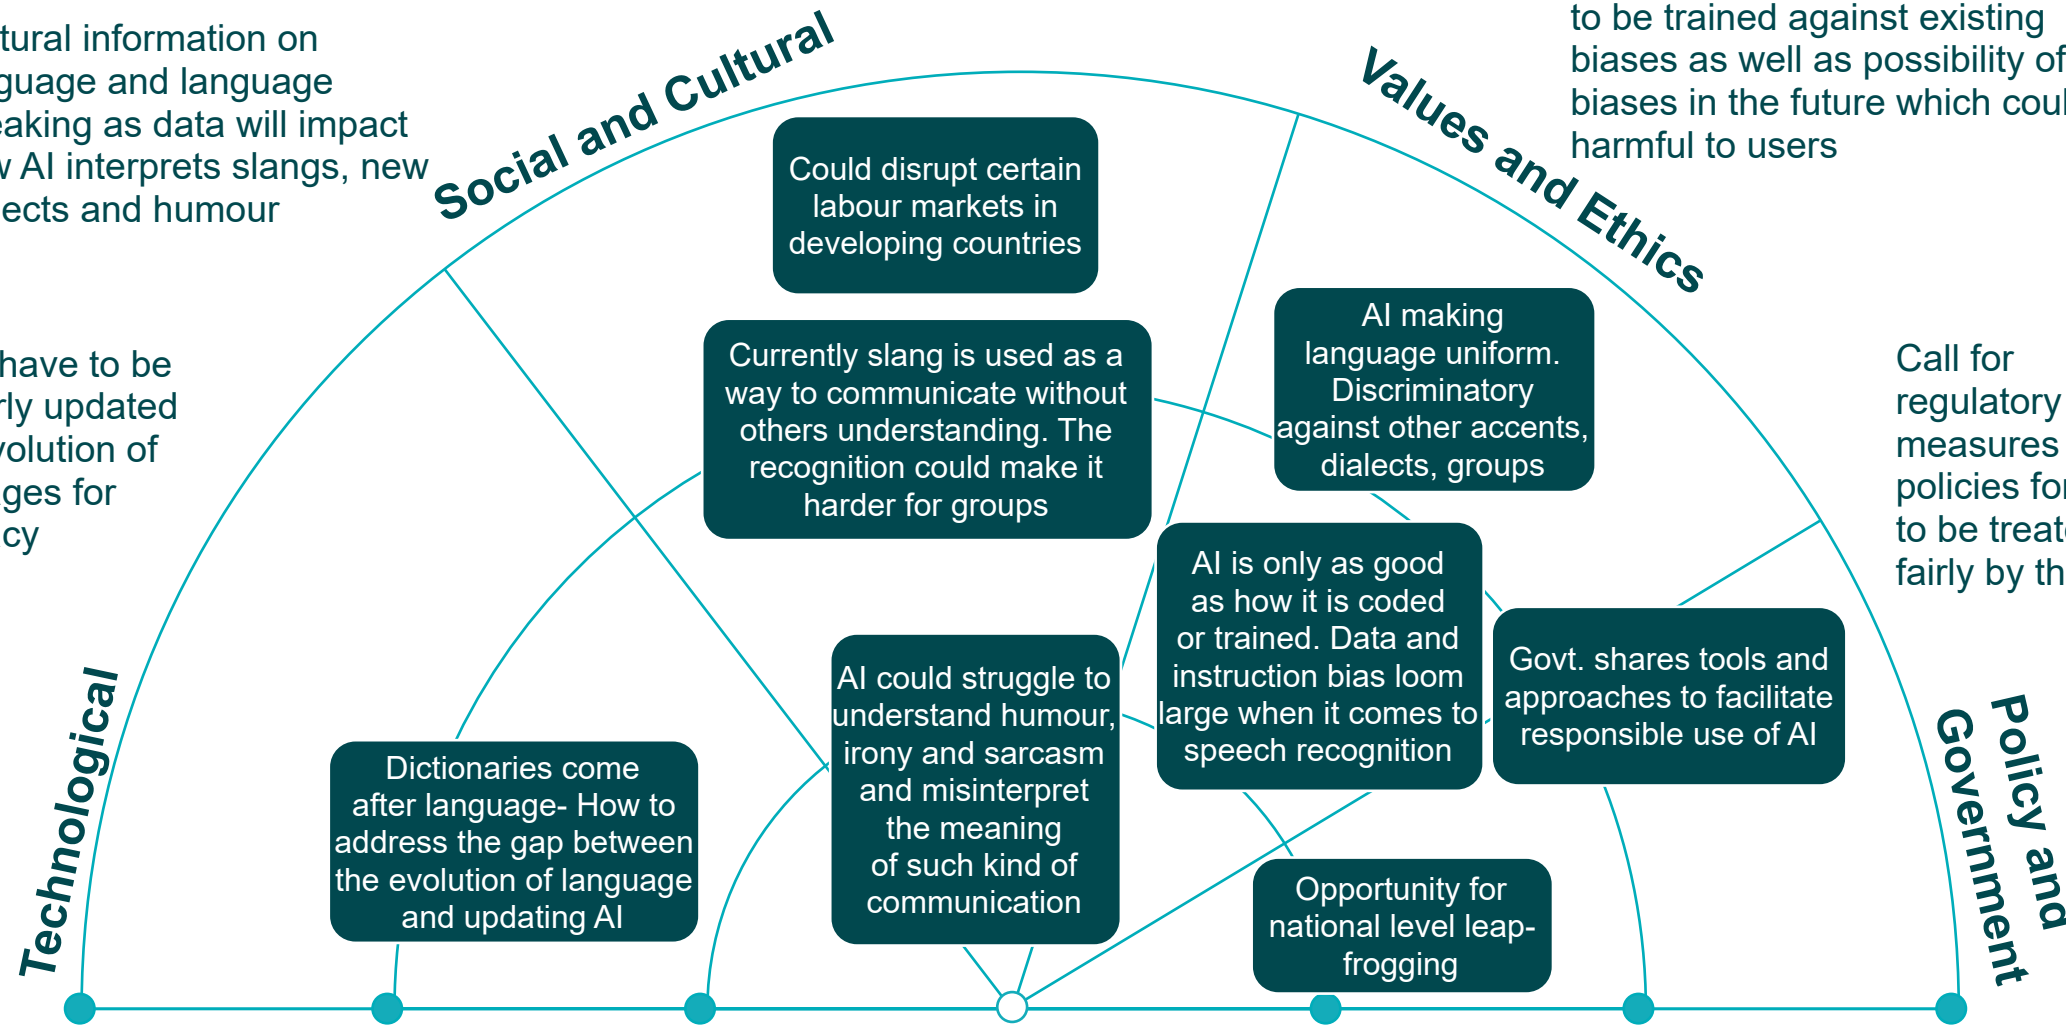 tural information on
guage and language
eaking as data will impact
w AI interprets slangs, new
ects and humour
have to be
rly updated
volution of
ges for
cy
Social and Cultural
Values and Ethics
to be trained against existing
biases as well as possibility of
biases in the future which coul
harmful to users
Call for
regulatory
measures
policies for
to be treate
fairly by th
Technological
Policy and
Government
Could disrupt certain
labour markets in
developing countries
Currently slang is used as a
way to communicate without
others understanding. The
recognition could make it
harder for groups
AI making
language uniform.
Discriminatory
against other accents,
dialects, groups
AI is only as good
as how it is coded
or trained. Data and
instruction bias loom
large when it comes to
speech recognition
Govt. shares tools and
approaches to facilitate
responsible use of AI
AI could struggle to
understand humour,
irony and sarcasm
and misinterpret
the meaning
of such kind of
communication
Dictionaries come
after language- How to
address the gap between
the evolution of language
and updating AI
Opportunity for
national level leap-
frogging